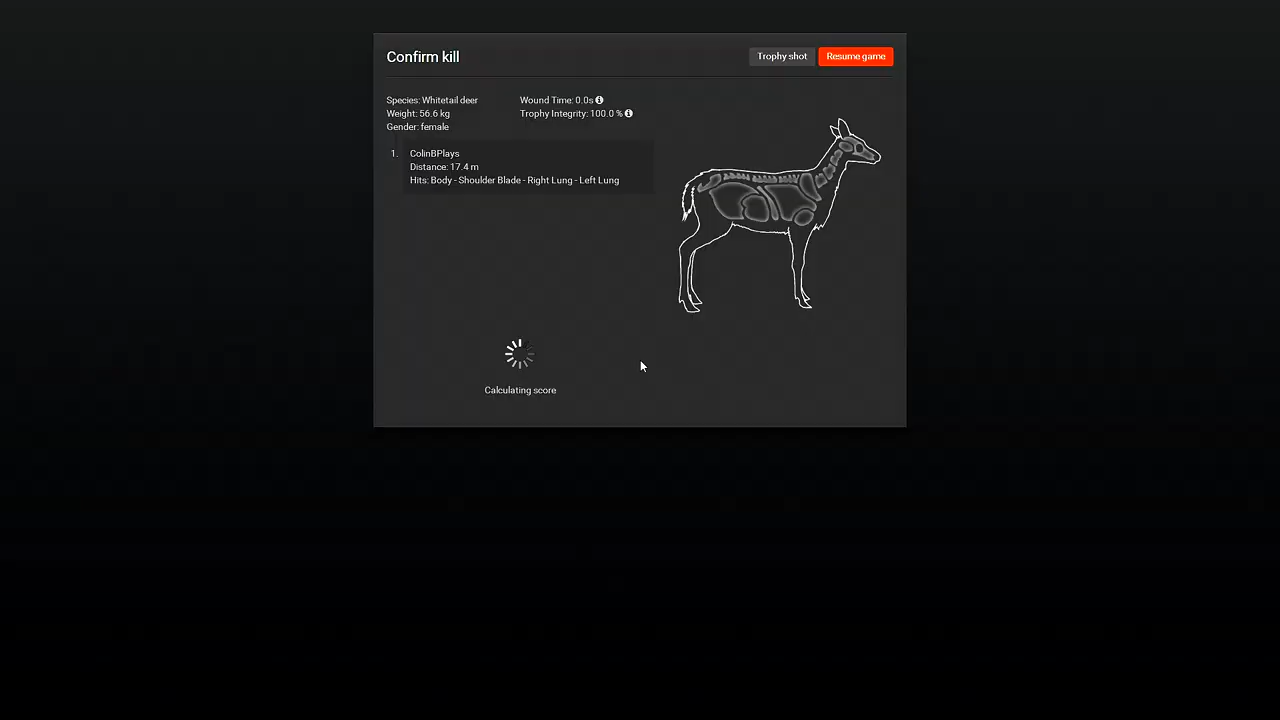 Confirm kill
Trophy shot
Resume game
Species: Whitetail deer
Wound Time: 0.0s
Weight: 56.6 kg
Trophy Integrity: 100.0 %
Gender: female
1.
ColinBPlays
Distance: 17.4 m
Hits: Body - Shoulder Blade - Right Lung - Left Lung
Calculating score